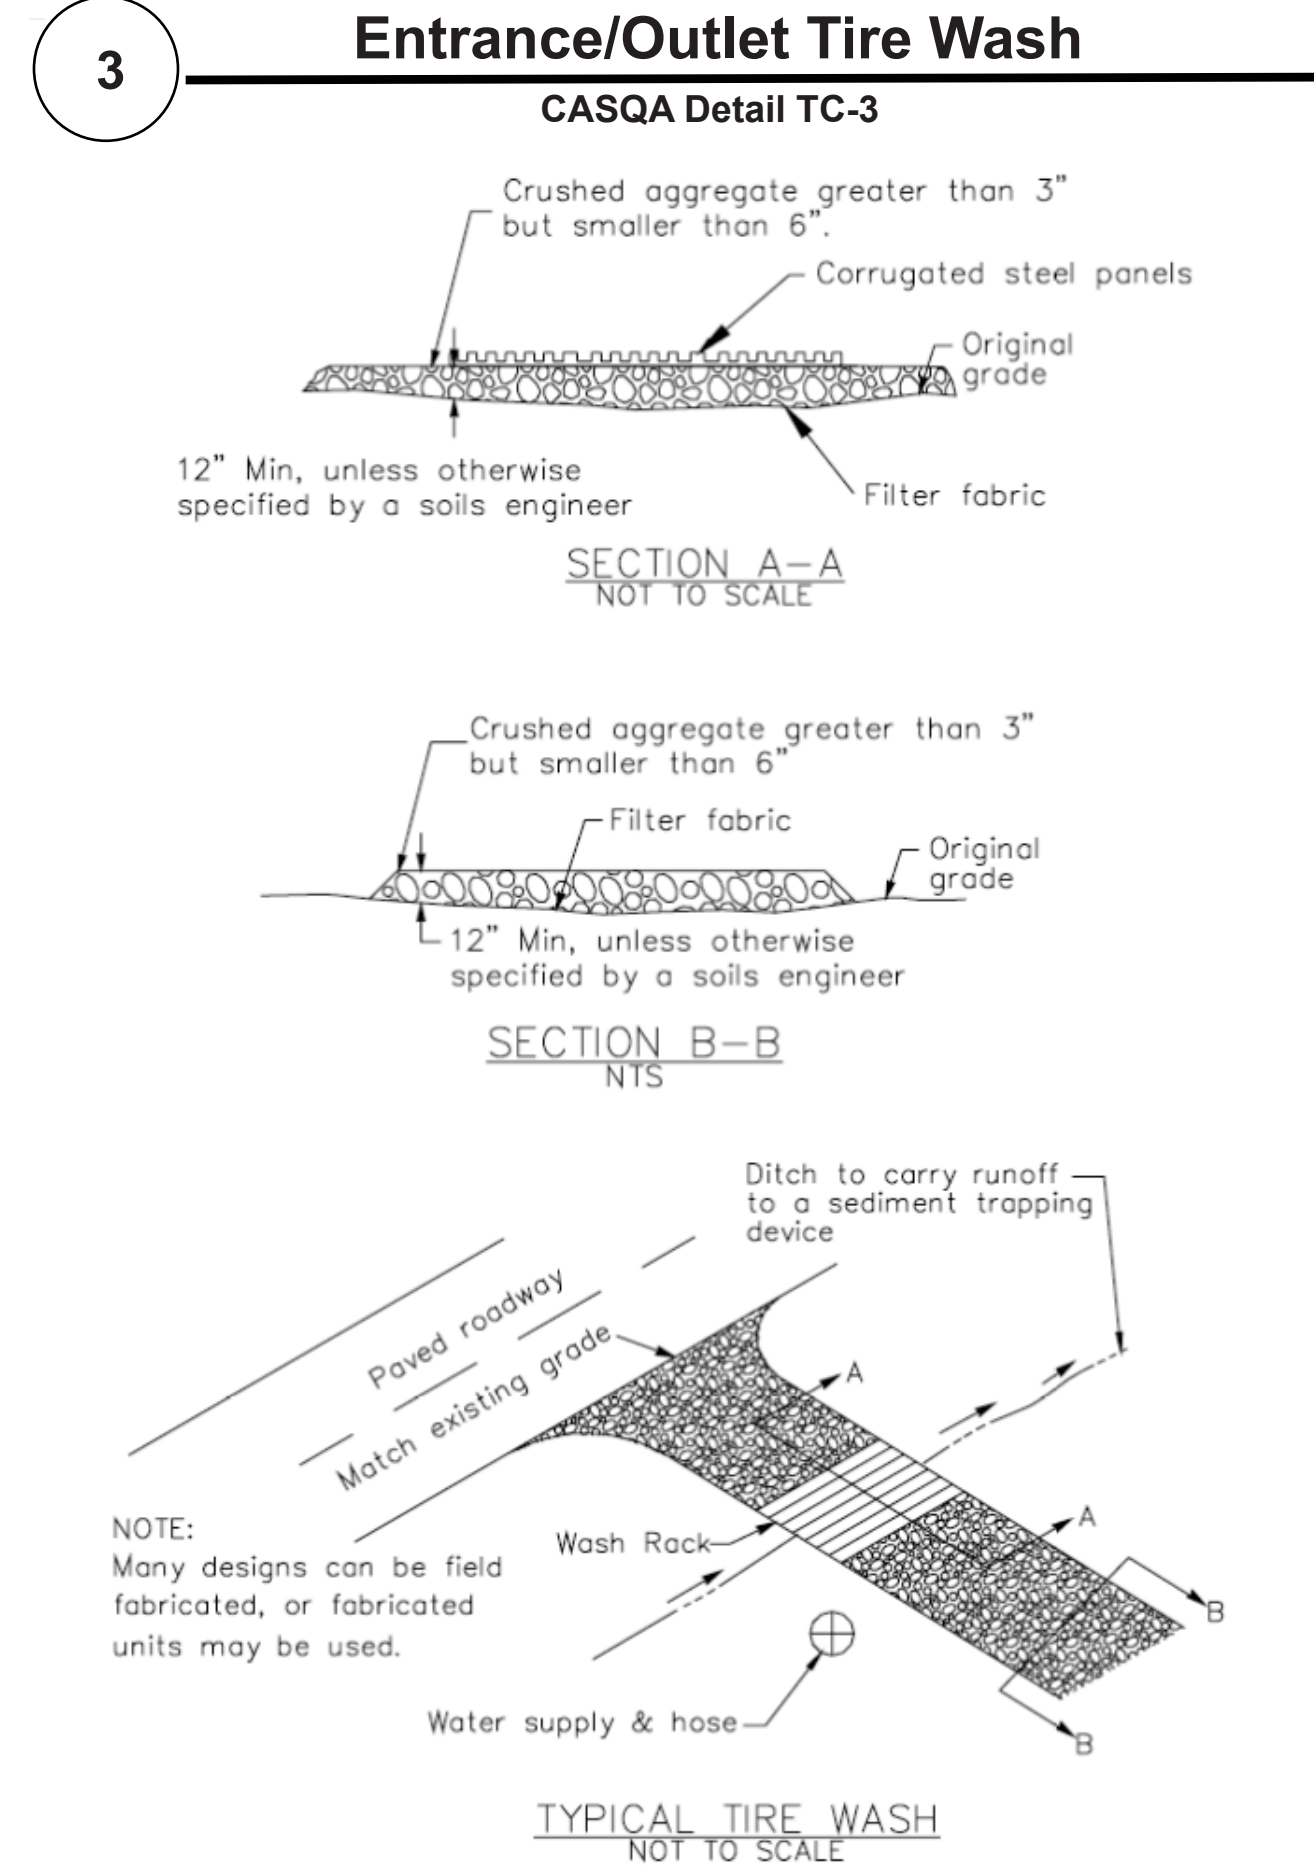 3
Entrance/Outlet Tire Wash
CASQA Detail TC-3
Crushed aggregate greater than 3"
but smaller than 6".
Corrugated steel panels
Original
grade
12" Min, unless otherwise
specified by a soils engineer
Filter fabric
SECTION A-A
NOT TO SCALE
Crushed aggregate greater than 3"
but smaller than 6"
Filter fabric
Original
grade
12" Min, unless otherwise
specified by a soils engineer
SECTION B-B
NTS
Ditch to carry runoff
to a sediment trapping
device
Paved roadway
Match existing grade
A
A
B
B
Wash Rack
NOTE:
Many designs can be field
fabricated, or fabricated
units may be used.
Water supply & hose
TYPICAL TIRE WASH
NOT TO SCALE